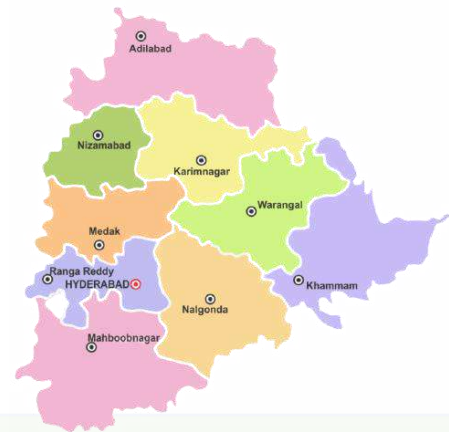 Adilabad
Nizamabad
Karimnagar
Warangal
Medak
Ranga Reddy
HYDERABAD
Khammam
Nalgonda
Mahboobnagar